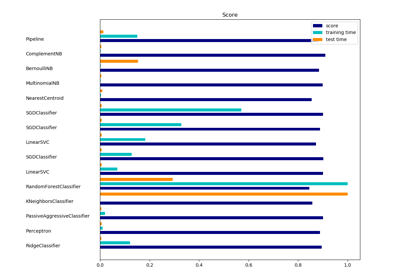 Score
score
training time
test time
Pipeline
ComplementNB
BernoulliNB
MultinomialNB
NearestCentroid
SGDClassifier
SGDClassifier
LinearSVC
SGDClassifier
LinearSVC
RandomForestClassifier
KNeighborsClassifier
PassiveAggressiveClassifier
Perceptron
RidgeClassifier
0.0 0.2 0.4 0.6 0.8 1.0